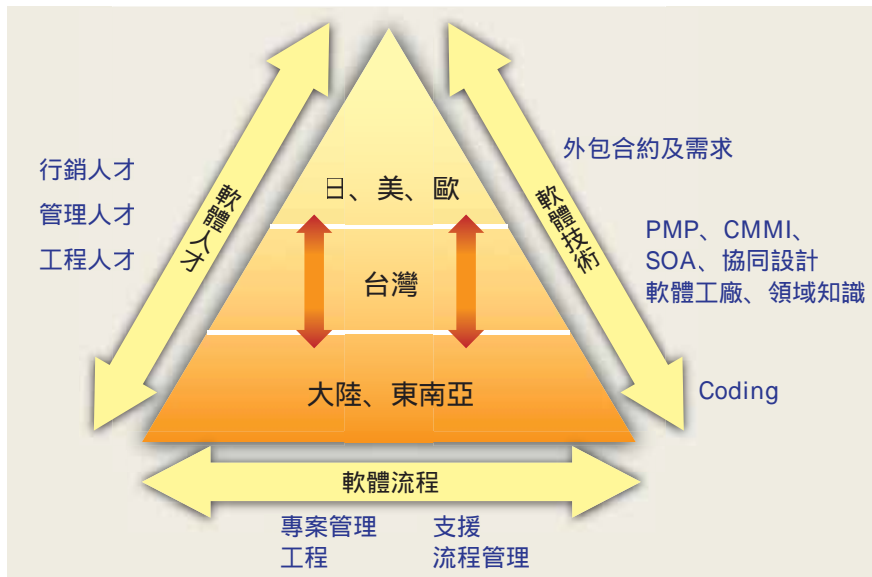 行銷人才
管理人才
工程人才
軟體人才
日、美、歐
台灣
大陸、東南亞
軟體技術
外包合約及需求
PMP、CMMI、
SOA、協同設計
軟體工廠、領域知識
Coding
軟體流程
專案管理
工程
支援
流程管理